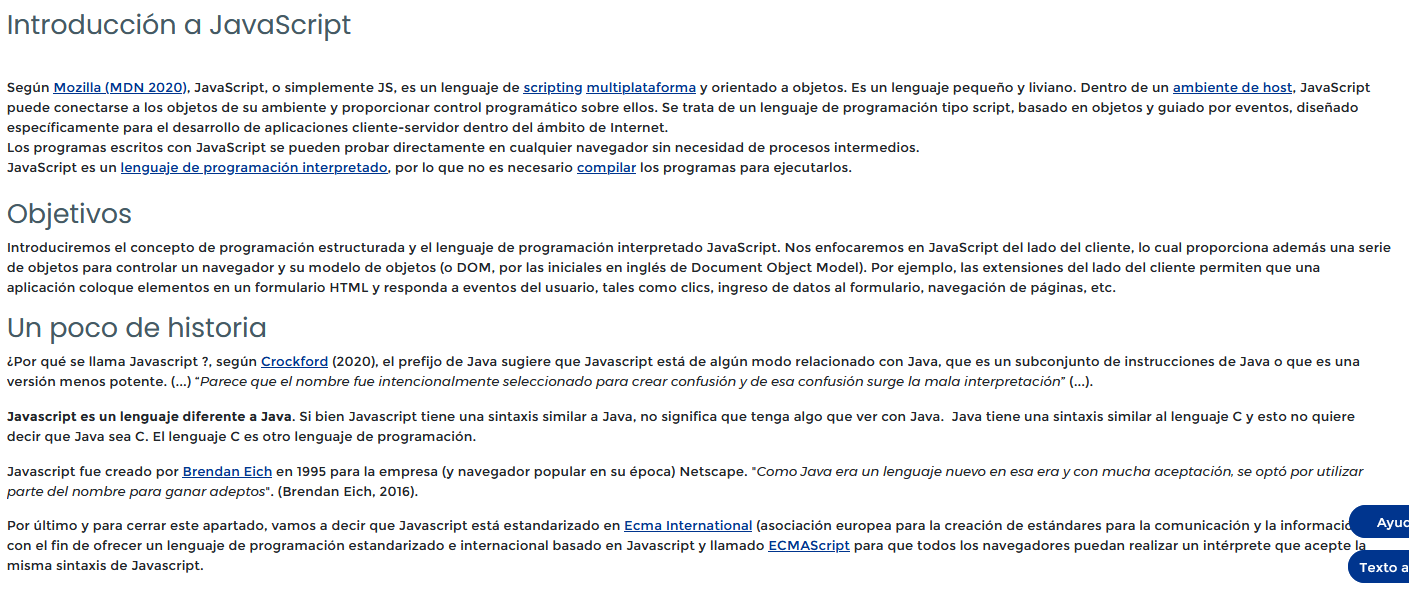 Introducción a JavaScript
Según Mozilla (MDN 2020), JavaScript, o simplemente JS, es un lenguaje de scripting multiplataforma y orientado a objetos. Es un lenguaje pequeño y liviano. Dentro de un ambiente de host, JavaScript
puede conectarse a los objetos de su ambiente y proporcionar control programático sobre ellos. Se trata de un lenguaje de programación tipo script, basado en objetos y guiado por eventos, diseñado
específicamente para el desarrollo de aplicaciones cliente-servidor dentro del ámbito de Internet.
Los programas escritos con JavaScript se pueden probar directamente en cualquier navegador sin necesidad de procesos intermedios.
JavaScript es un lenguaje de programación interpretado, por lo que no es necesario compilar los programas para ejecutarlos.
Objetivos
Introduciremos el concepto de programación estructurada y el lenguaje de programación interpretado JavaScript. Nos enfocaremos en JavaScript del lado del cliente, lo cual proporciona además una serie
de objetos para controlar un navegador y su modelo de objetos (o DOM, por las iniciales en inglés de Document Object Model). Por ejemplo, las extensiones del lado del cliente permiten que una
aplicación coloque elementos en un formulario HTML y responda a eventos del usuario, tales como clics, ingreso de datos al formulario, navegación de páginas, etc.
Un poco de historia
¿Por qué se llama Javascript ?, según Crockford (2020), el prefijo de Java sugiere que Javascript está de algún modo relacionado con Java, que es un subconjunto de instrucciones de Java o que es una
versión menos potente. (...) "Parece que el nombre fue intencionalmente seleccionado para crear confusión y de esa confusión surge la mala interpretación" (...).
Javascript es un lenguaje diferente a Java. Si bien Javascript tiene una sintaxis similar a Java, no significa que tenga algo que ver con Java. Java tiene una sintaxis similar al lenguaje C y esto no quiere
decir que Java sea C. El lenguaje C es otro lenguaje de programación.
Javascript fue creado por Brendan Eich en 1995 para la empresa (y navegador popular en su época) Netscape. "Como Java era un lenguaje nuevo en esa era y con mucha aceptación, se optó por utilizar
parte del nombre para ganar adeptos". (Brendan Eich, 2016).
Por último y para cerrar este apartado, vamos a decir que Javascript está estandarizado en Ecma International (asociación europea para la creación de estándares para la comunicación y la informaci
con el fin de ofrecer un lenguaje de programación estandarizado e internacional basado en Javascript y llamado ECMAScript para que todos los navegadores puedan realizar un intérprete que acepte la
misma sintaxis de Javascript.
Ayud
Texto a